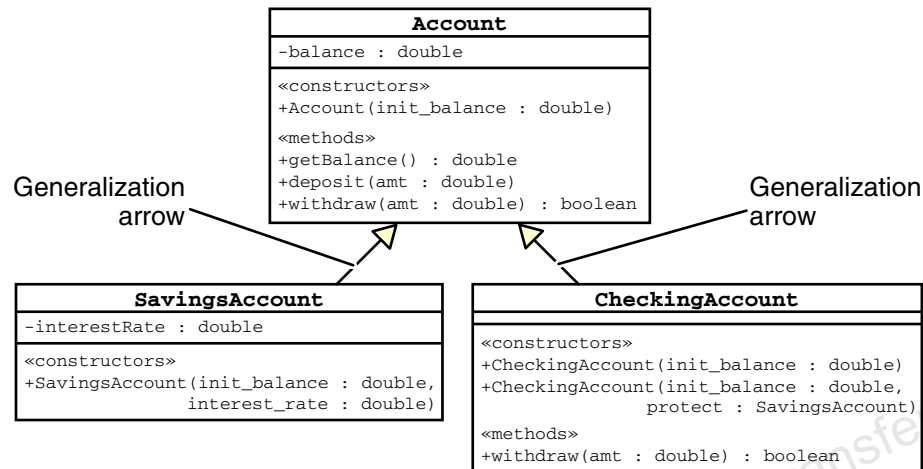 Account
-balance : double
«constructors»
+Account(init_balance : double)
«methods»
+getBalance() : double
+deposit(amt : double)
+withdraw(amt : double) : boolean
Generalization
arrow
Generalization
arrow
SavingsAccount
-interestRate : double
«constructors»
+SavingsAccount(init_balance : double,
interest_rate : double)
CheckingAccount
«constructors»
+CheckingAccount(init_balance : double)
+CheckingAccount(init_balance : double,
protect : SavingsAccount)
«methods»
+withdraw(amt : double) : boolean